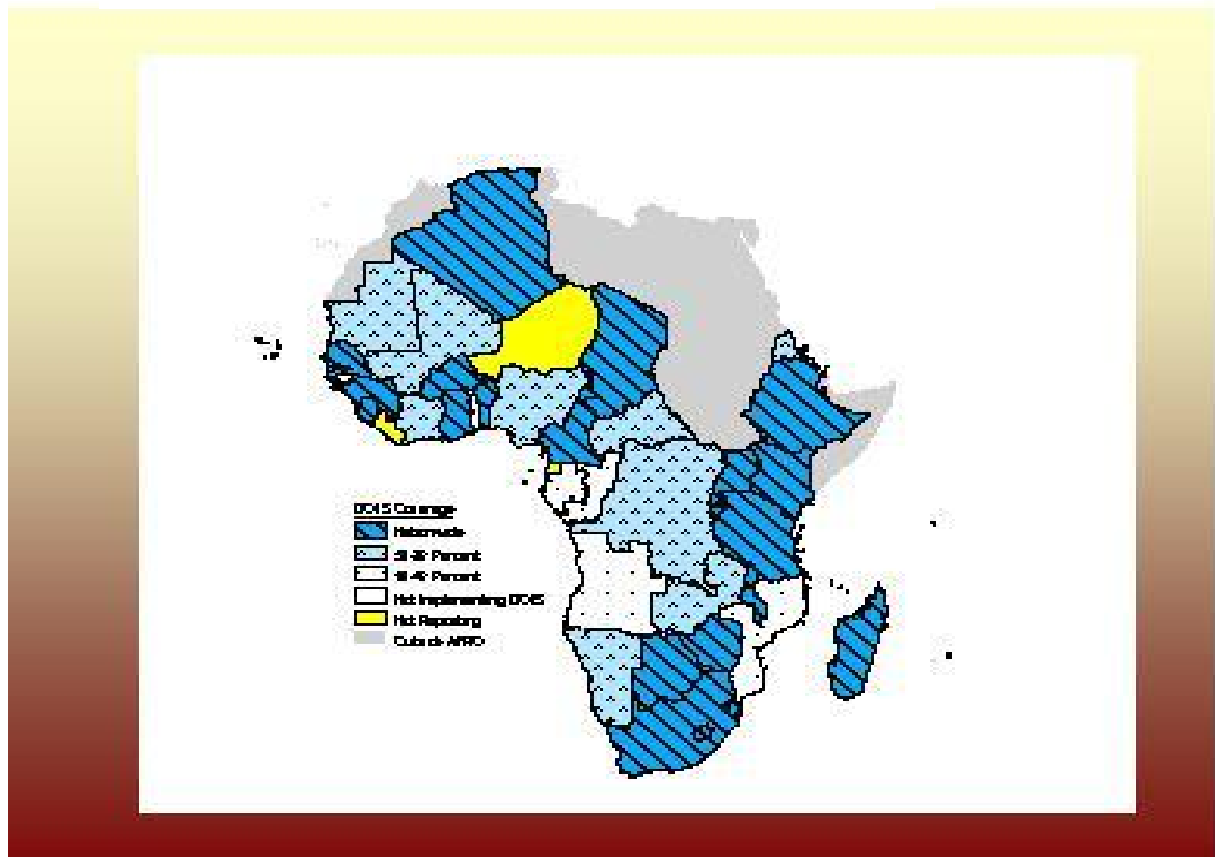 DOTS Coverage
Nationwide
Percent
Percent
Not Implementing DOTS
Not Reporting
Outside AFRO